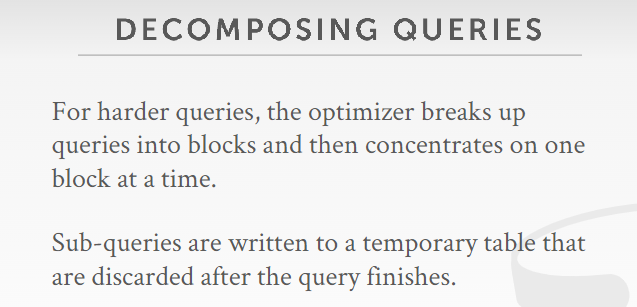 DECOMPOSING QUERIES
For harder queries, the optimizer breaks up
queries into blocks and then concentrates on one
block at a time.
Sub-queries are written to a temporary table that
are discarded after the query finishes.